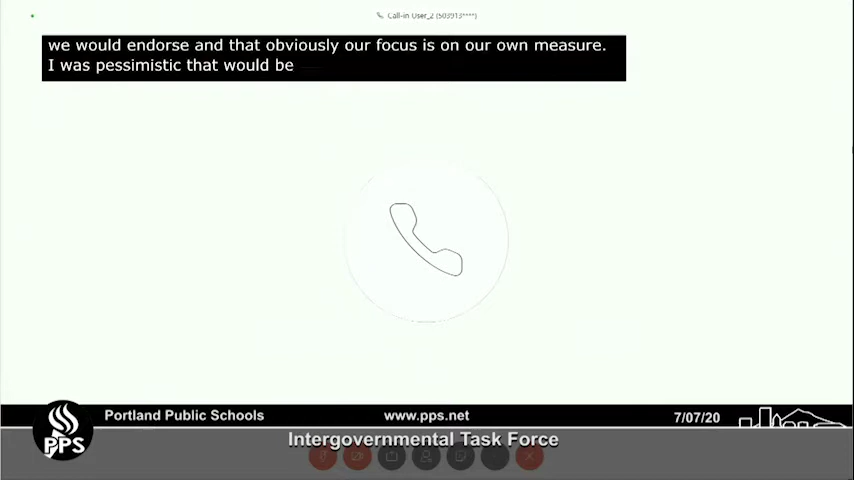 Call-in User_2 (503913****)
we would endorse and that obviously our focus is on our own measure.
I was pessimistic that would be
Portland Public Schools
www.pps.net
7/07/20
PPS
Intergovernmental Task Force